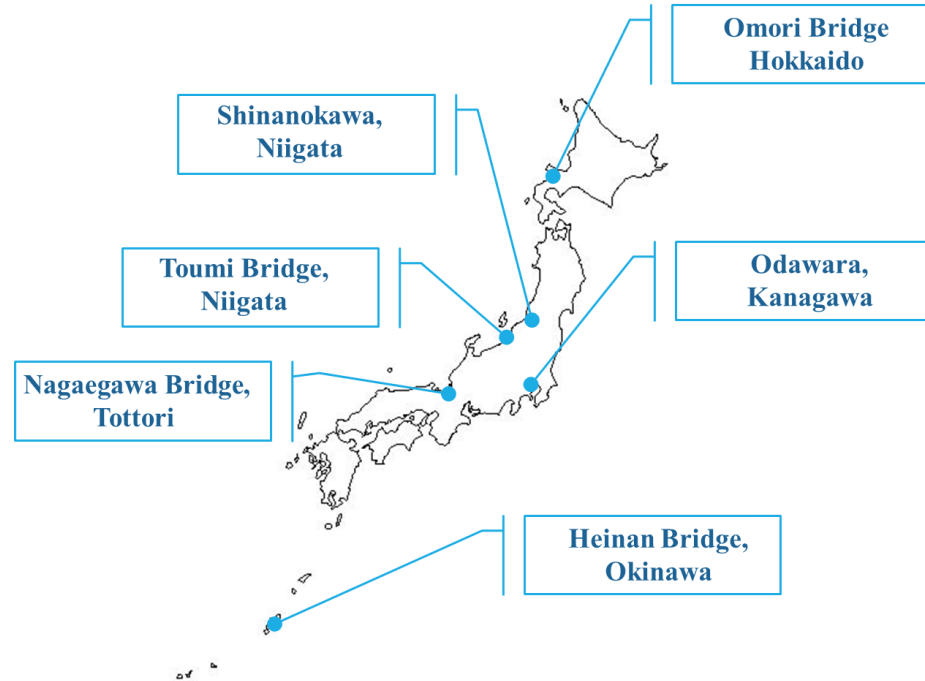 Omori Bridge
Hokkaido
Shinanokawa,
Niigata
Toumi Bridge,
Niigata
Odawara,
Kanagawa
Nagaegawa Bridge,
Tottori
Heinan Bridge,
Okinawa